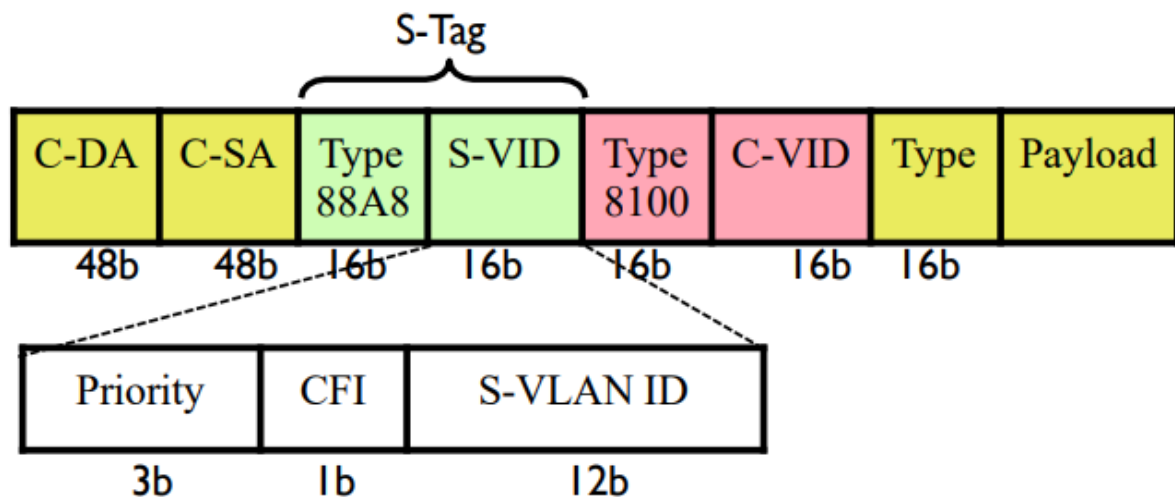 S-Tag
C-DA C-SA Type 88A8 S-VID Type 8100 C-VID Type Payload
48b 48b 16b 16b 16b 16b 16b
Priority CFI S-VLAN ID
3b 1b 12b